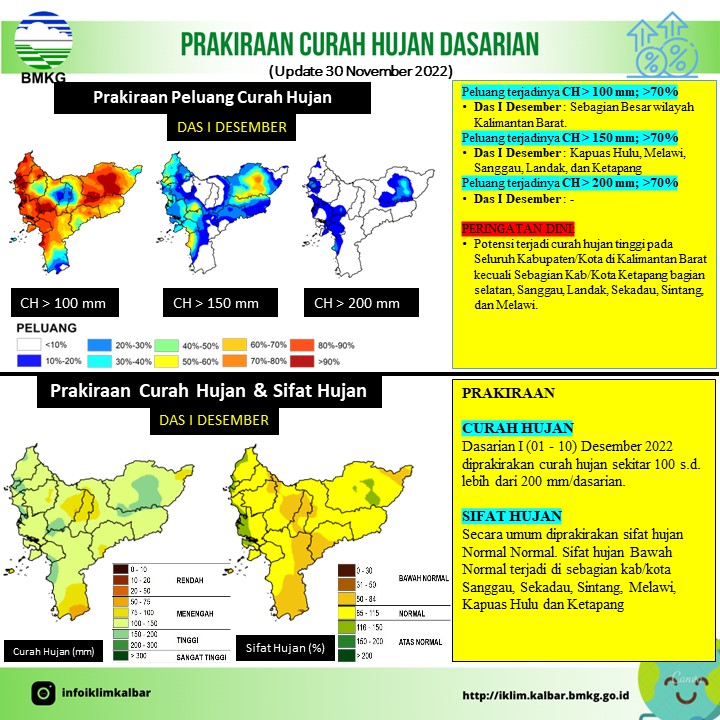 PRAKIRAAN CURAH HUJAN DASARIAN
(Update 30 November 2022)
BMKG
Prakiraan Peluang Curah Hujan
DAS I DESEMBER
CH > 100 mm
CH > 150 mm
CH > 200 mm
PELUANG
<10%
20%-30%
40%-50%
60%-70%
80%-90%
10%-20%
30%-40%
50%-60%
70%-80%
>90%
Peluang terjadinya CH > 100 mm; >70%
• Das I Desember : Sebagian Besar wilayah
Kalimantan Barat.
Peluang terjadinya CH > 150 mm; >70%
• Das I Desember : Kapuas Hulu, Melawi,
Sanggau, Landak, dan Ketapang
Peluang terjadinya CH > 200 mm; >70%
• Das I Desember : -
PERINGATAN DINI:
• Potensi terjadi curah hujan tinggi pada
Seluruh Kabupaten/Kota di Kalimantan Barat
kecuali Sebagian Kab/Kota Ketapang bagian
selatan, Sanggau, Landak, Sekadau, Sintang,
dan Melawi.
Prakiraan Curah Hujan & Sifat Hujan
DAS I DESEMBER
0 - 10
10 - 20
RENDAH
20 - 50
50 - 75
75 - 100
MENENGAH
100 - 150
150 - 200
TINGGI
200 - 300
> 300
SANGAT TINGGI
Curah Hujan (mm)
0 - 30
31 - 50
BAWAH NORMAL
50 - 84
85 - 115
NORMAL
116 - 150
150 - 200
ATAS NORMAL
> 200
Sifat Hujan (%)
PRAKIRAAN
CURAH HUJAN
Dasarian I (01 - 10) Desember 2022
diprakirakan curah hujan sekitar 100 s.d.
lebih dari 200 mm/dasarian.
SIFAT HUJAN
Secara umum diprakirakan sifat hujan
Normal Normal. Sifat hujan Bawah
Normal terjadi di sebagian kab/kota
Sanggau, Sekadau, Sintang, Melawi,
Kapuas Hulu dan Ketapang
infoiklimkalbar
http://iklim.kalbar.bmkg.go.id
Canva